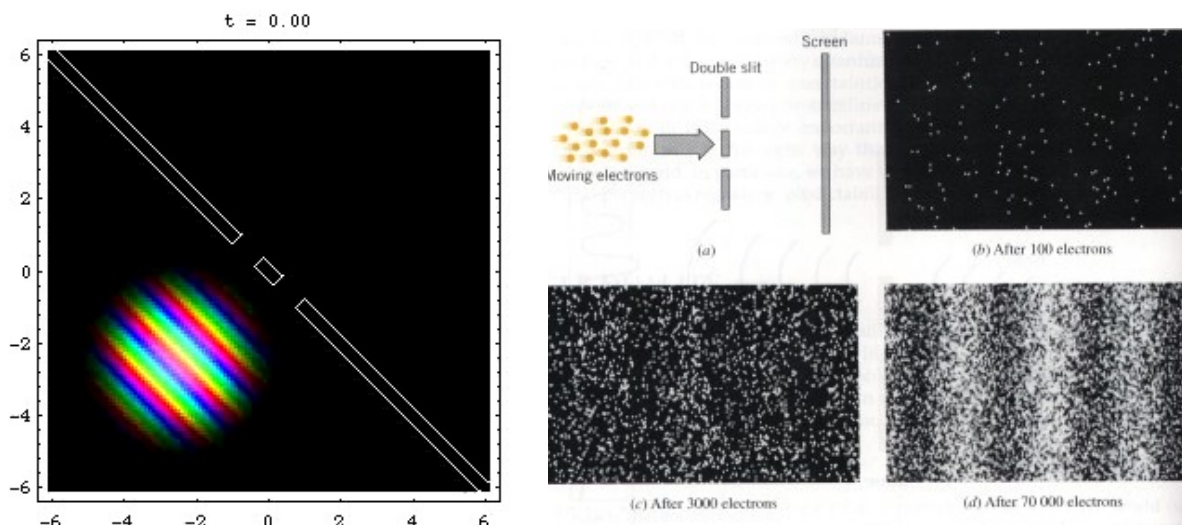 t = 0.00
6
4
2
0
-2
-4
-6
-6
-4
-2
0
2
4
6
Screen
Double slit
Moving electrons
(a)
(b) After 100 electrons
(c) After 3000 electrons
(d) After 70 000 electrons